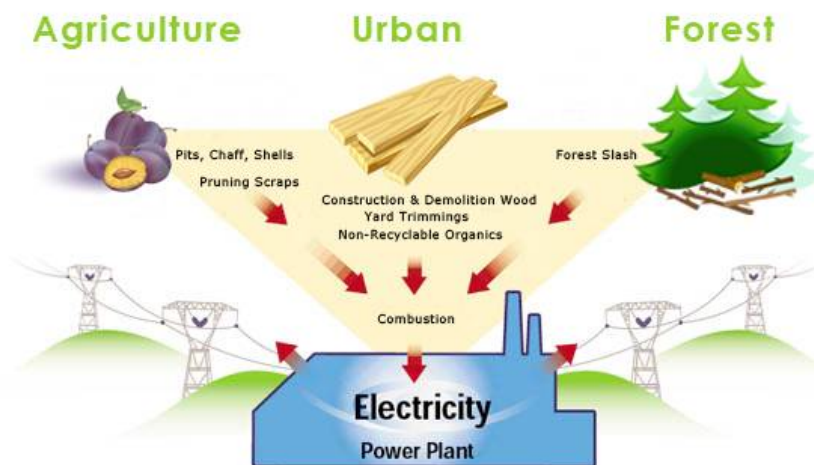 Agriculture
Urban
Forest
Pits, Chaff, Shells
Pruning Scraps
Construction & Demolition Wood
Yard Trimmings
Non-Recyclable Organics
Forest Slash
Combustion
Electricity
Power Plant